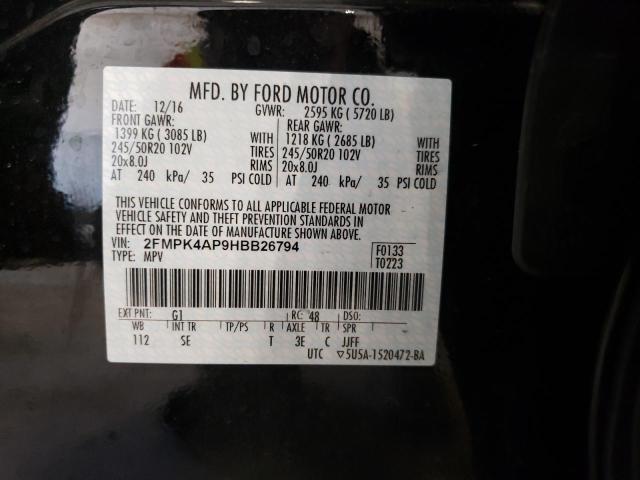 MFD. BY FORD MOTOR CO.
DATE: 12/16 GVWR: 2595 KG ( 5720 LB)
FRONT GAWR: REAR GAWR:
1399 KG ( 3085 LB) WITH 1218 KG ( 2685 LB) WITH
245/50R20 102V TIRES 245/50R20 102V TIRES
20x8.0J RIMS 20x8.0J RIMS
AT 240 kPa/ 35 PSI COLD AT 240 kPa/ 35 PSI COLD
THIS VEHICLE CONFORMS TO ALL APPLICABLE FEDERAL MOTOR
VEHICLE SAFETY AND THEFT PREVENTION STANDARDS IN
EFFECT ON THE DATE OF MANUFACTURE SHOWN ABOVE.
VIN: 2FMPK4AP9HBB26794 F0133
TYPE: MPV T0223
EXT PNT: G1 RC: 48 DSO:
WB INT TR TP/PS R AXLE TR SPR
112 SE T 3E C JJFF
UTC ▽5U5A-1520472-BA